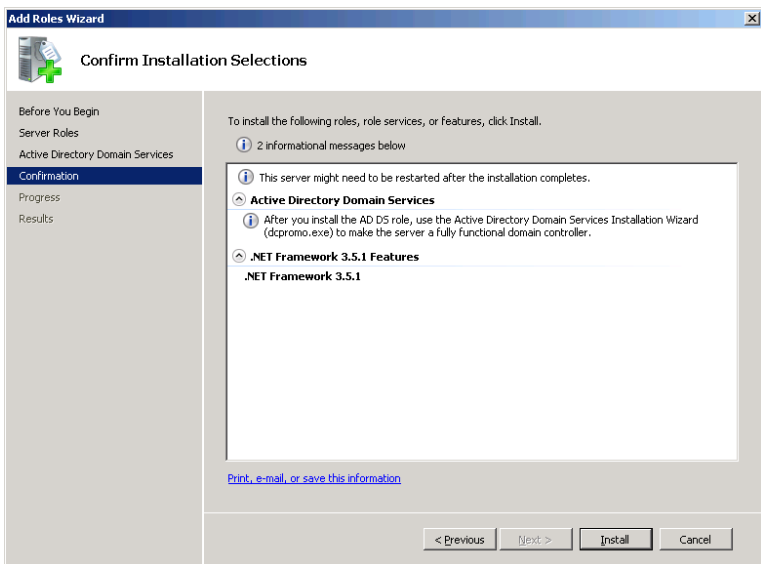 Add Roles Wizard
Confirm Installation Selections
Before You Begin
Server Roles
Active Directory Domain Services
Confirmation
Progress
Results
To install the following roles, role services, or features, click Install.
2 informational messages below
This server might need to be restarted after the installation completes.
Active Directory Domain Services
After you install the AD DS role, use the Active Directory Domain Services Installation Wizard
(dcpromo.exe) to make the server a fully functional domain controller.
.NET Framework 3.5.1 Features
.NET Framework 3.5.1
Print, e-mail, or save this information
< Previous
Next >
Install
Cancel